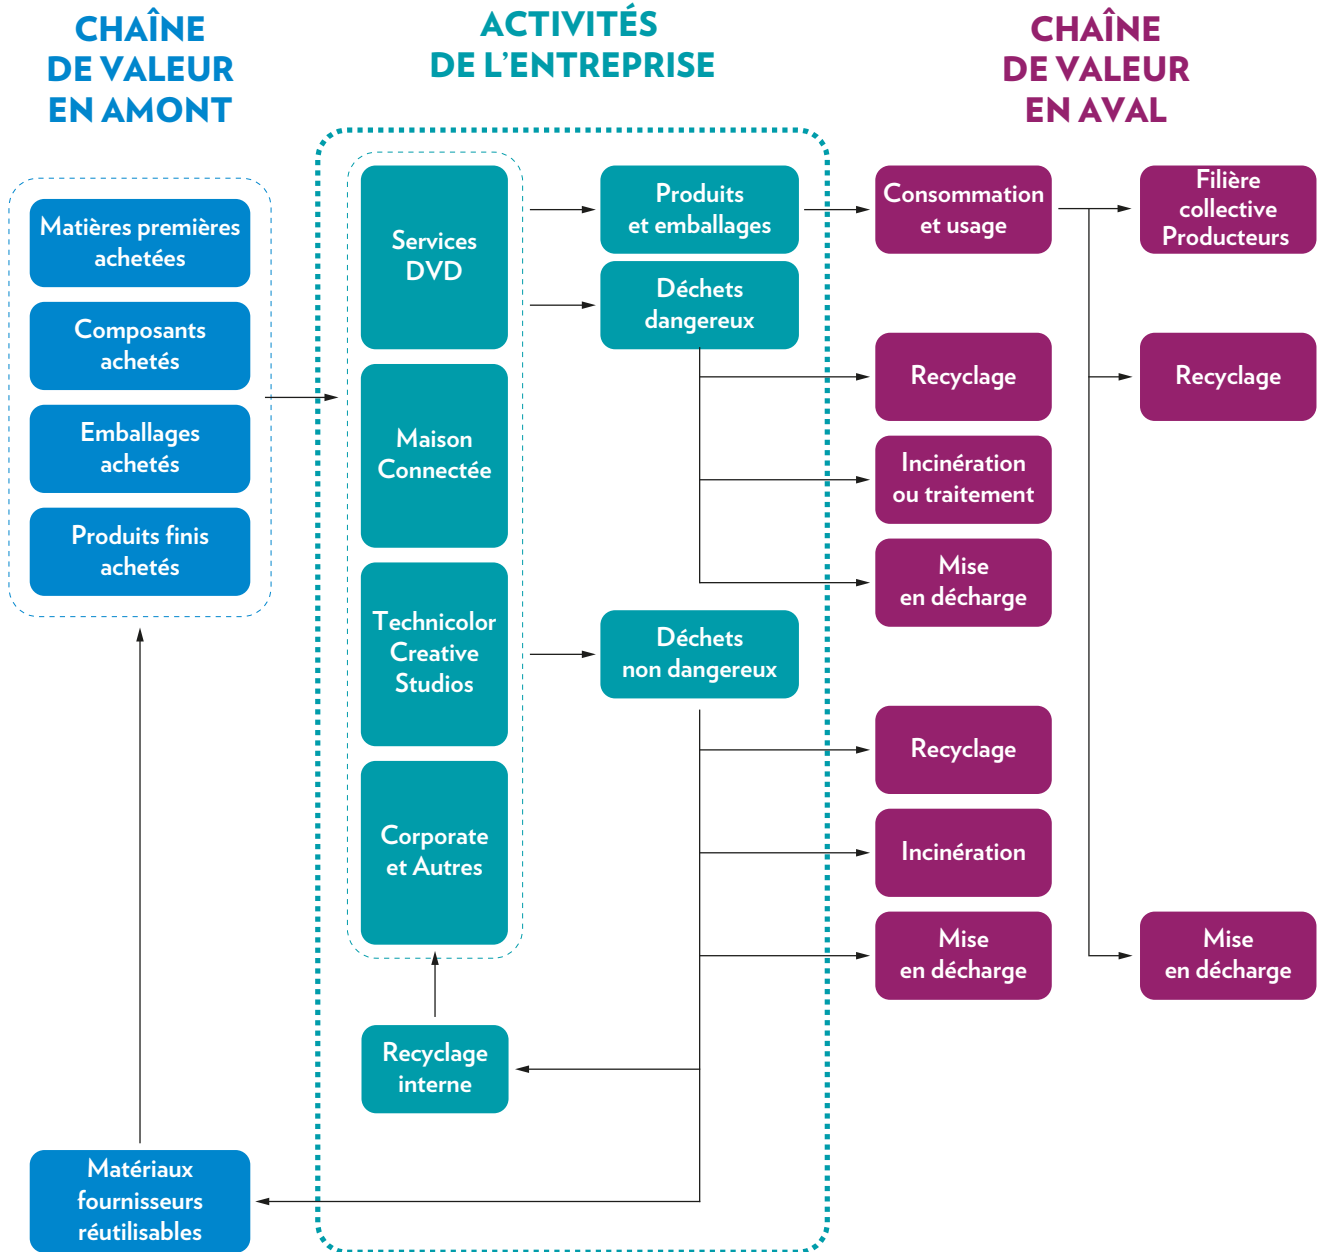 CHAÎNE
DE VALEUR
EN AMONT
ACTIVITÉS
DE L’ENTREPRISE
CHAÎNE
DE VALEUR
EN AVAL
Matières premières
achetées
Composants
achetés
Emballages
achetés
Produits finis
achetés
Matériaux
fournisseurs
réutilisables
Services
DVD
Maison
Connectée
Technicolor
Creative
Studios
Corporate
et Autres
Recyclage
interne
Produits
et emballages
Déchets
dangereux
Déchets
non dangereux
Consommation
et usage
Recyclage
Incinération
ou traitement
Mise
en décharge
Recyclage
Incinération
Mise
en décharge
Filière
collective
Producteurs
Recyclage
Mise
en décharge